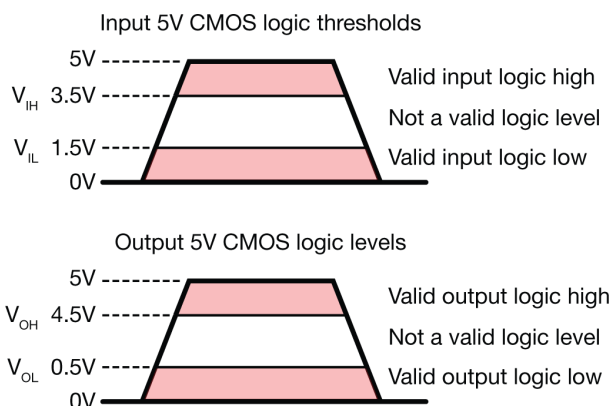 Input 5V CMOS logic thresholds
5V
Valid input logic high
VIH 3.5V
Not a valid logic level
VIL 1.5V
Valid input logic low
0V
Output 5V CMOS logic levels
5V
Valid output logic high
VOH 4.5V
Not a valid logic level
VOL 0.5V
Valid output logic low
0V